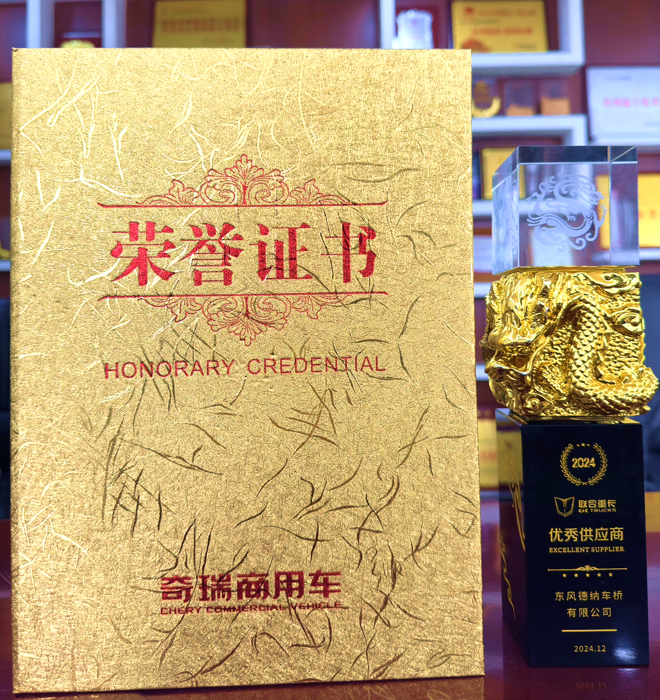 荣誉证书
HONORARY CREDENTIAL
奇瑞商用车
CHERY COMMERCIAL VEHICLE
2024
联合重卡
CIC TRUCKS
优秀供应商
EXCELLENT SUPPLIER
东风德纳车桥
有限公司
2024.12